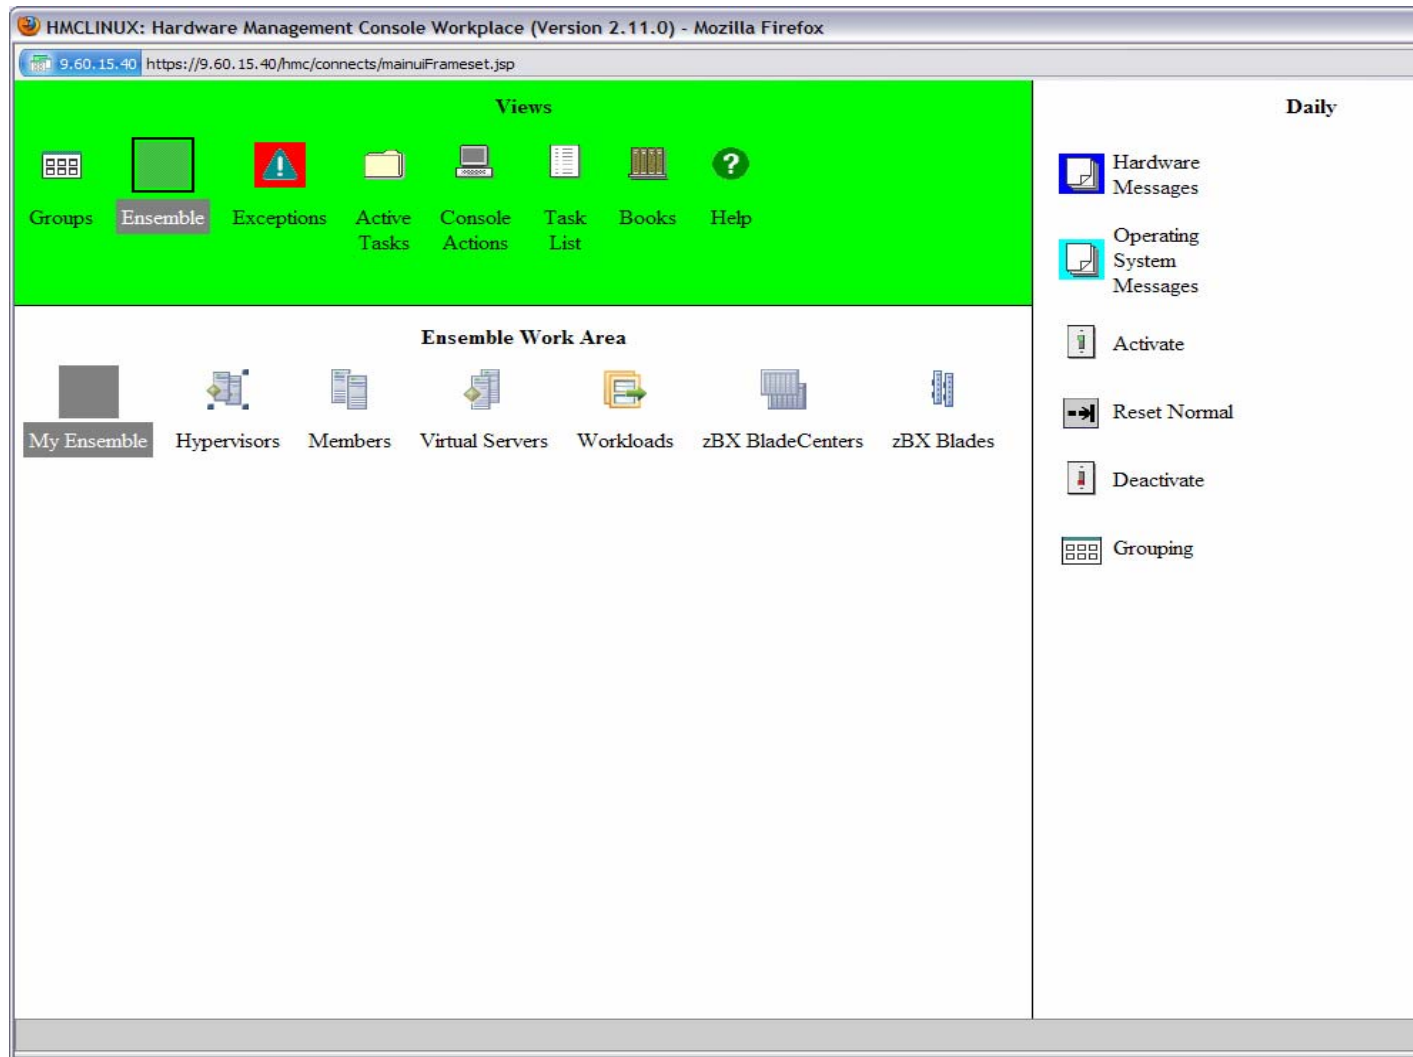 HMCLINUX: Hardware Management Console Workplace (Version 2.11.0) - Mozilla Firefox
9.60.15.40 https://9.60.15.40/hmc/connects/mainuiFrameset.jsp
Views
Groups
Ensemble
Exceptions
Active
Tasks
Console
Actions
Task
List
Books
Help
Ensemble Work Area
My Ensemble
Hypervisors
Members
Virtual Servers
Workloads
zBX BladeCenters
zBX Blades
Daily
Hardware
Messages
Operating
System
Messages
Activate
Reset Normal
Deactivate
Grouping